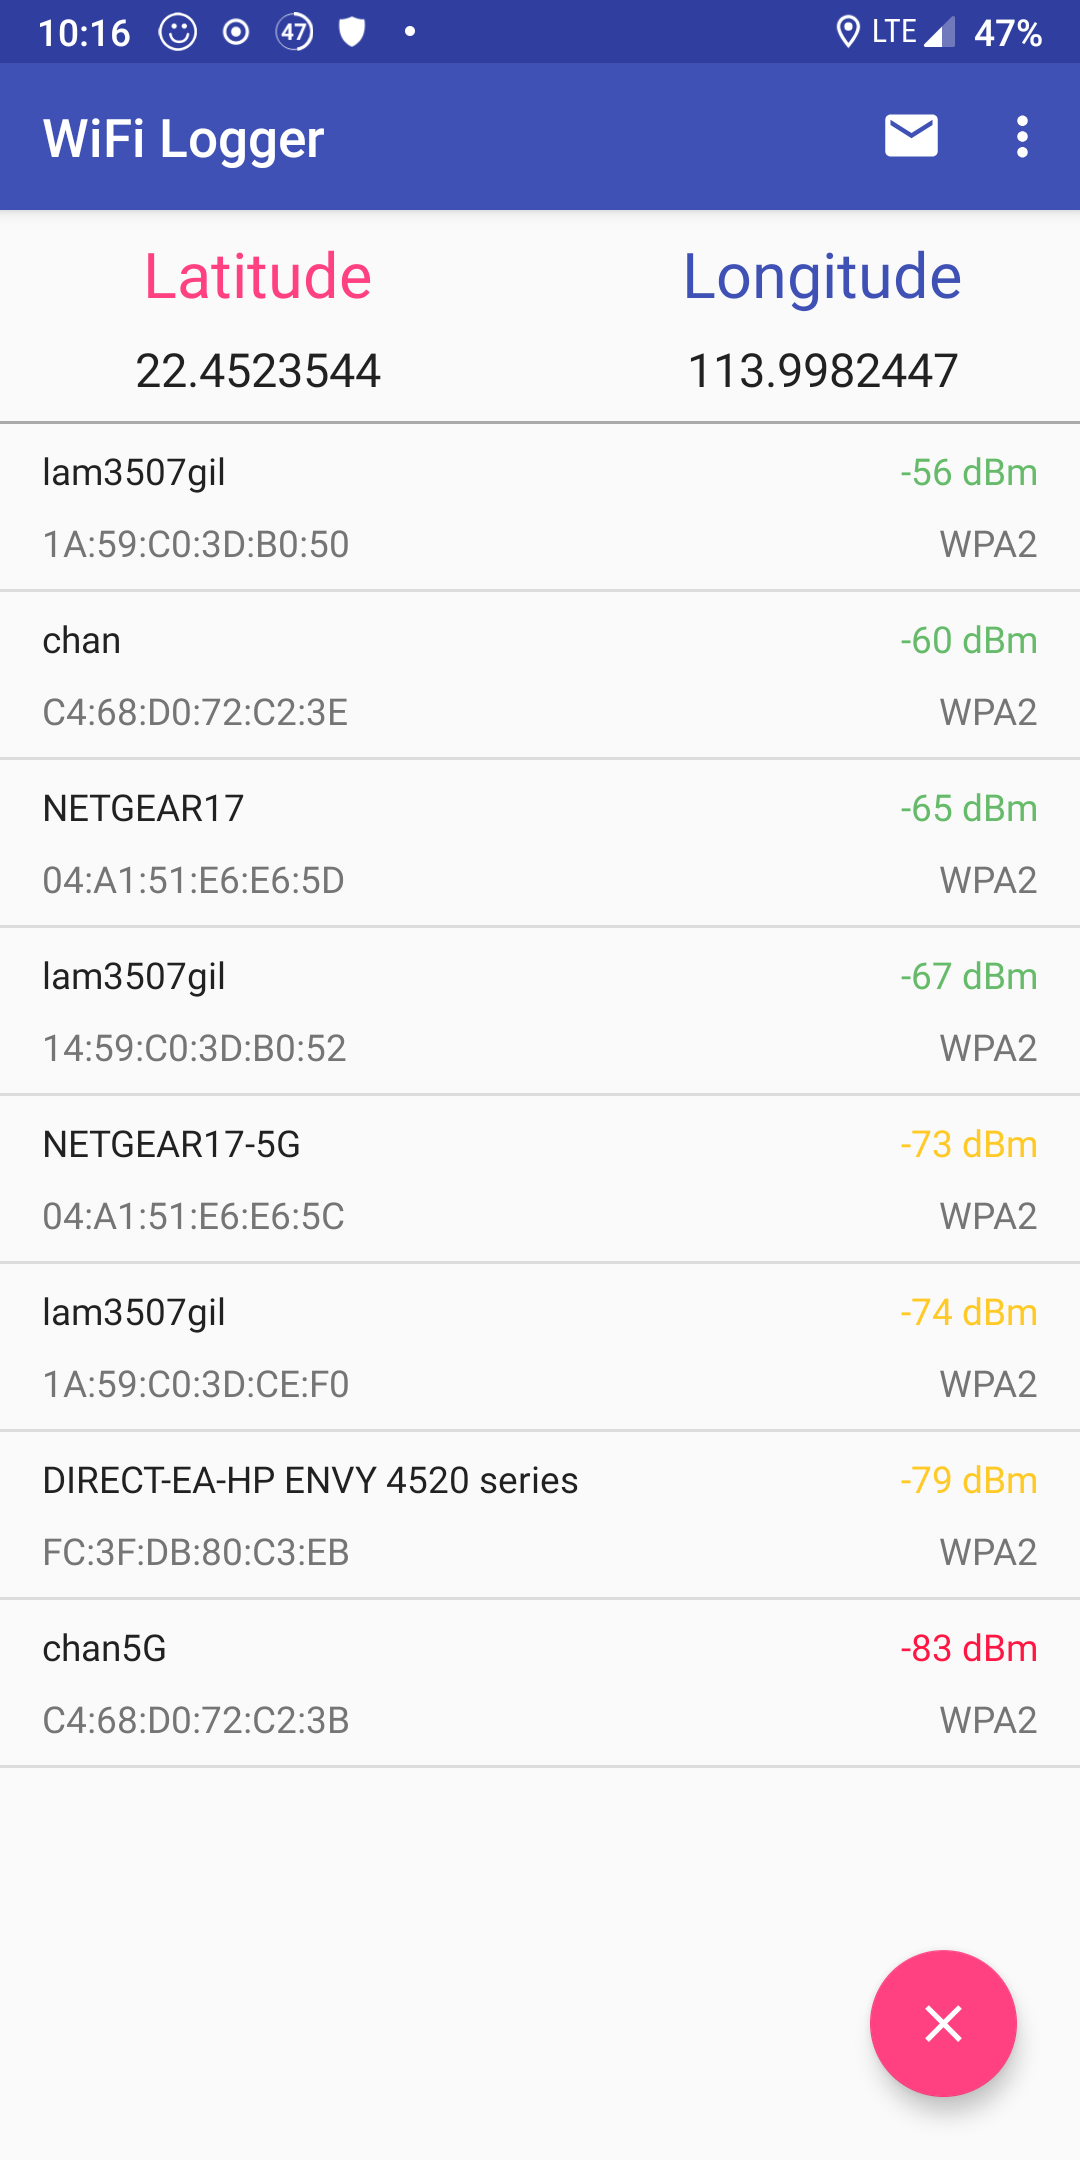 10:16 47 LTE 47%
WiFi Logger
Latitude Longitude
22.4523544 113.9982447
lam3507gil -56 dBm
1A:59:C0:3D:B0:50 WPA2
chan -60 dBm
C4:68:D0:72:C2:3E WPA2
NETGEAR17 -65 dBm
04:A1:51:E6:E6:5D WPA2
lam3507gil -67 dBm
14:59:C0:3D:B0:52 WPA2
NETGEAR17-5G -73 dBm
04:A1:51:E6:E6:5C WPA2
lam3507gil -74 dBm
1A:59:C0:3D:CE:F0 WPA2
DIRECT-EA-HP ENVY 4520 series -79 dBm
FC:3F:DB:80:C3:EB WPA2
chan5G -83 dBm
C4:68:D0:72:C2:3B WPA2